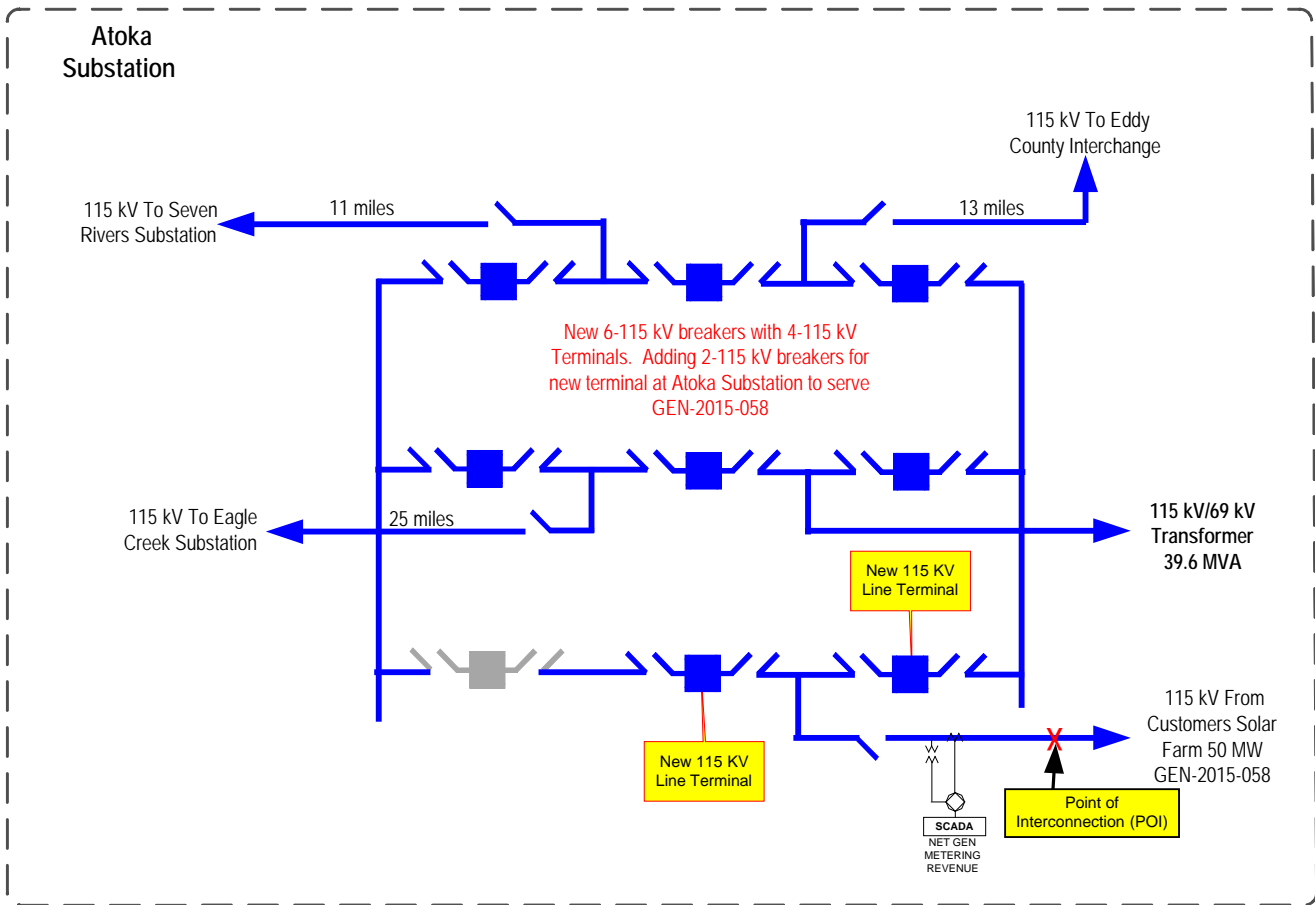 Atoka
Substation
115 kV To Eddy
County Interchange
115 kV To Seven
Rivers Substation
11 miles
13 miles
New 6-115 kV breakers with 4-115 kV
Terminals.  Adding 2-115 kV breakers for
new terminal at Atoka Substation to serve
GEN-2015-058
115 kV To Eagle
Creek Substation
25 miles
115 kV/69 kV
Transformer
39.6 MVA
New 115 KV
Line Terminal
New 115 KV
Line Terminal
115 kV From
Customers Solar
Farm 50 MW
GEN-2015-058
X
Point of
Interconnection (POI)
SCADA
NET GEN
METERING
REVENUE